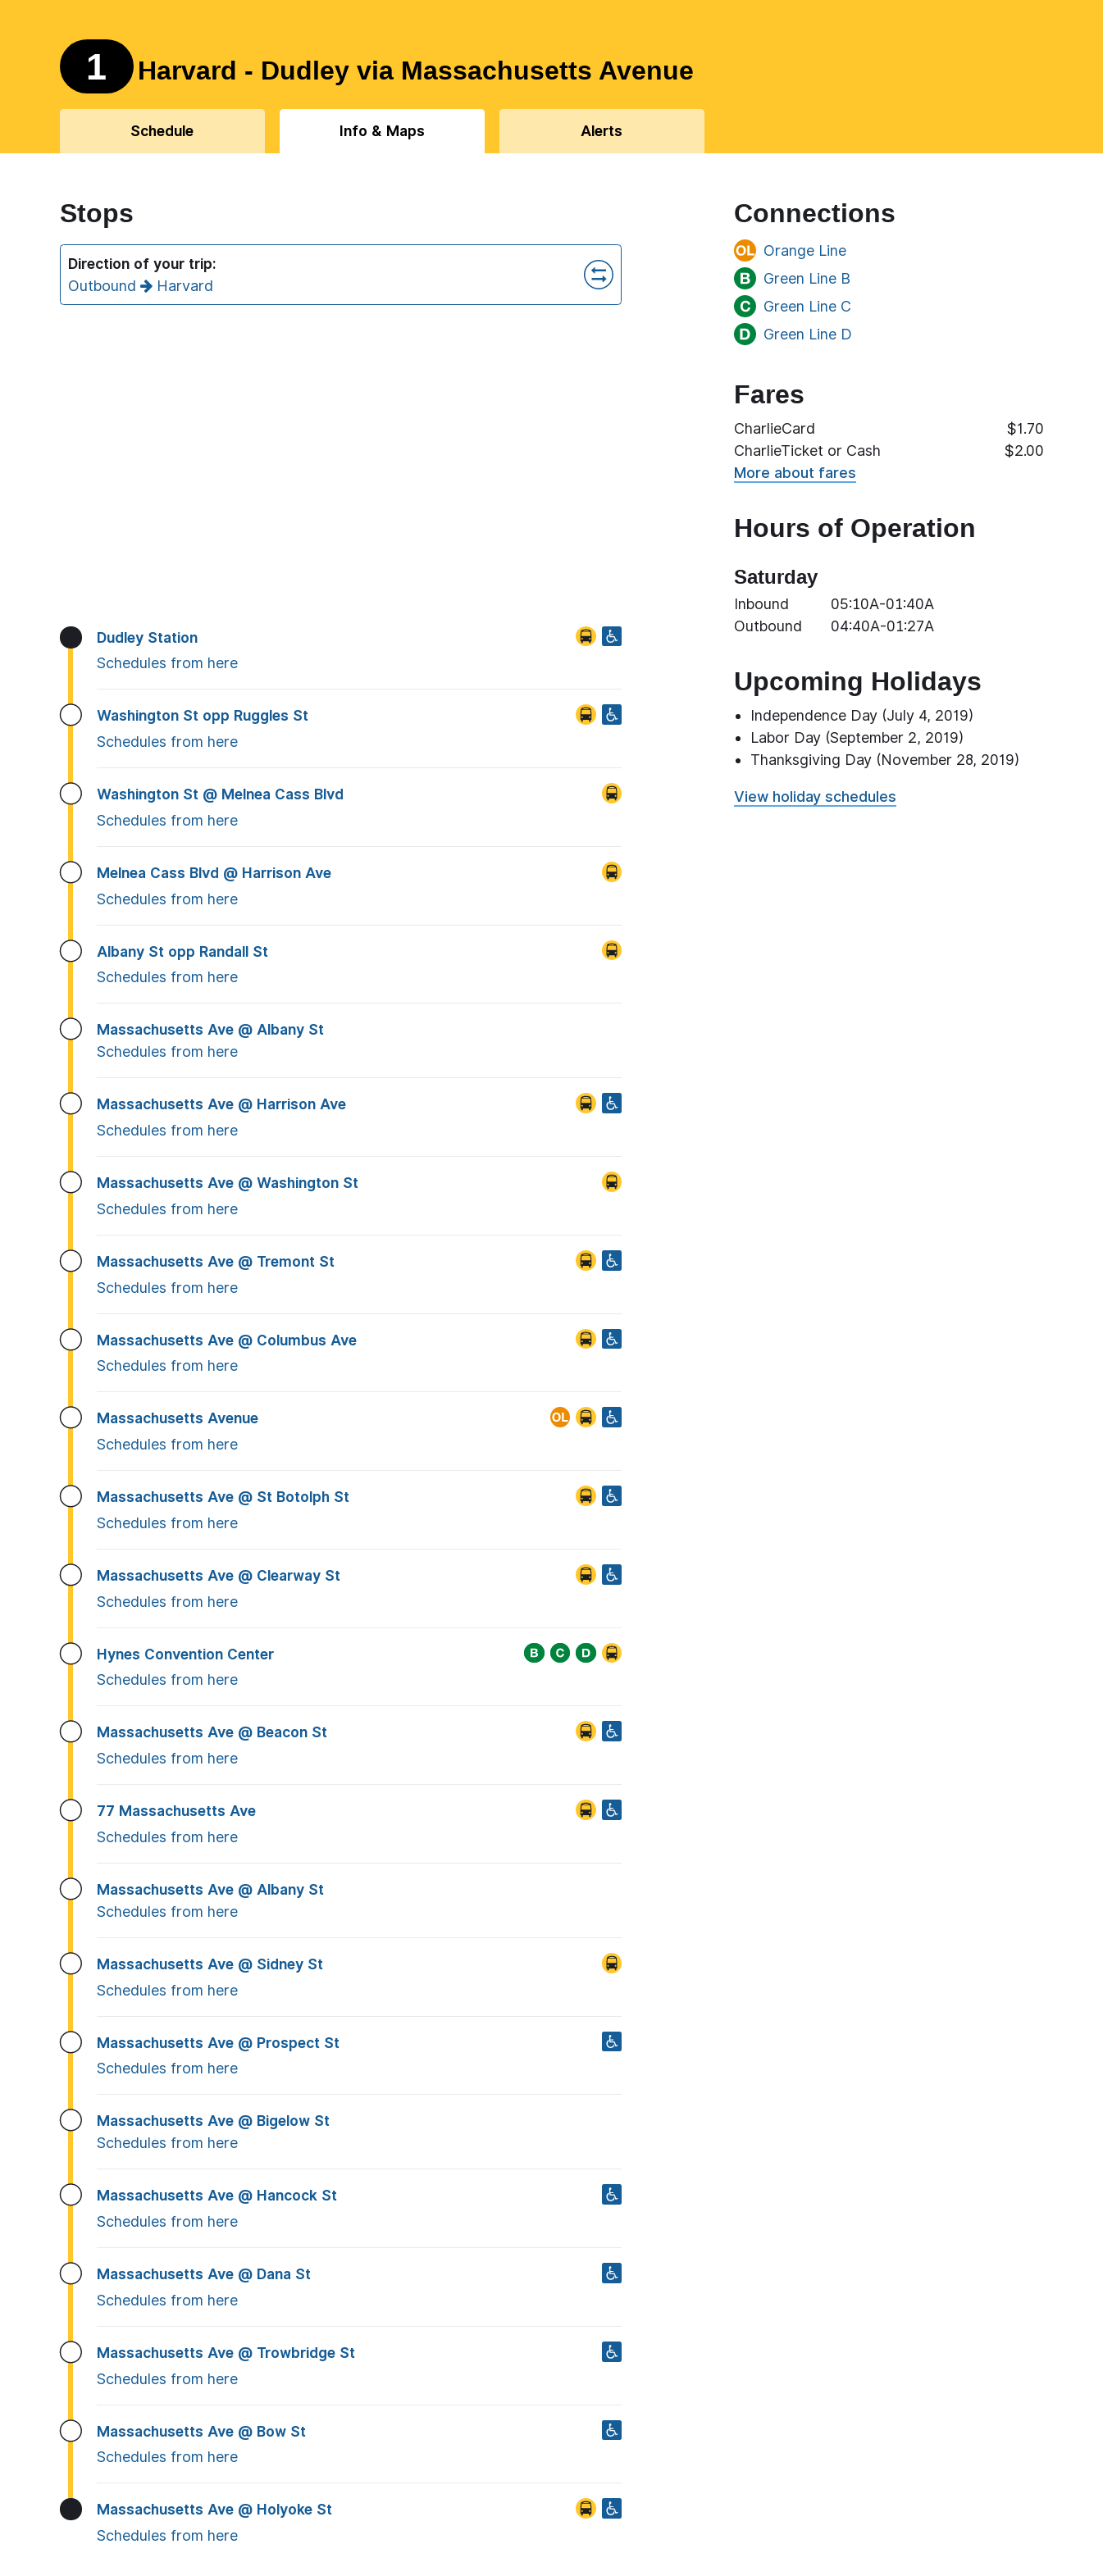 1 Harvard - Dudley via Massachusetts Avenue
Schedule
Info & Maps
Alerts
Stops
Direction of your trip:
Outbound → Harvard
Dudley Station
Schedules from here
Washington St opp Ruggles St
Schedules from here
Washington St @ Melnea Cass Blvd
Schedules from here
Melnea Cass Blvd @ Harrison Ave
Schedules from here
Albany St opp Randall St
Schedules from here
Massachusetts Ave @ Albany St
Schedules from here
Massachusetts Ave @ Harrison Ave
Schedules from here
Massachusetts Ave @ Washington St
Schedules from here
Massachusetts Ave @ Tremont St
Schedules from here
Massachusetts Ave @ Columbus Ave
Schedules from here
Massachusetts Avenue OL
Schedules from here
Massachusetts Ave @ St Botolph St
Schedules from here
Massachusetts Ave @ Clearway St
Schedules from here
Hynes Convention Center B C D
Schedules from here
Massachusetts Ave @ Beacon St
Schedules from here
77 Massachusetts Ave
Schedules from here
Massachusetts Ave @ Albany St
Schedules from here
Massachusetts Ave @ Sidney St
Schedules from here
Massachusetts Ave @ Prospect St
Schedules from here
Massachusetts Ave @ Bigelow St
Schedules from here
Massachusetts Ave @ Hancock St
Schedules from here
Massachusetts Ave @ Dana St
Schedules from here
Massachusetts Ave @ Trowbridge St
Schedules from here
Massachusetts Ave @ Bow St
Schedules from here
Massachusetts Ave @ Holyoke St
Schedules from here
Connections
OL Orange Line
B Green Line B
C Green Line C
D Green Line D
Fares
CharlieCard $1.70
CharlieTicket or Cash $2.00
More about fares
Hours of Operation
Saturday
Inbound 05:10A-01:40A
Outbound 04:40A-01:27A
Upcoming Holidays
• Independence Day (July 4, 2019)
• Labor Day (September 2, 2019)
• Thanksgiving Day (November 28, 2019)
View holiday schedules